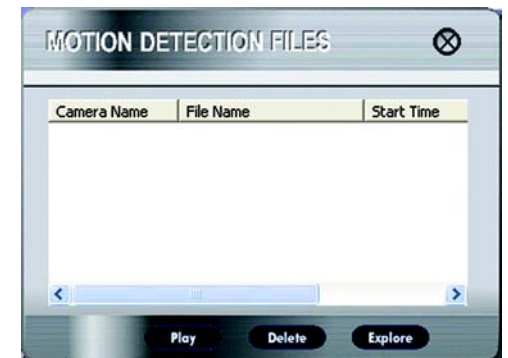 MOTION DETECTION FILES
Camera Name File Name Start Time
Play Delete Explore